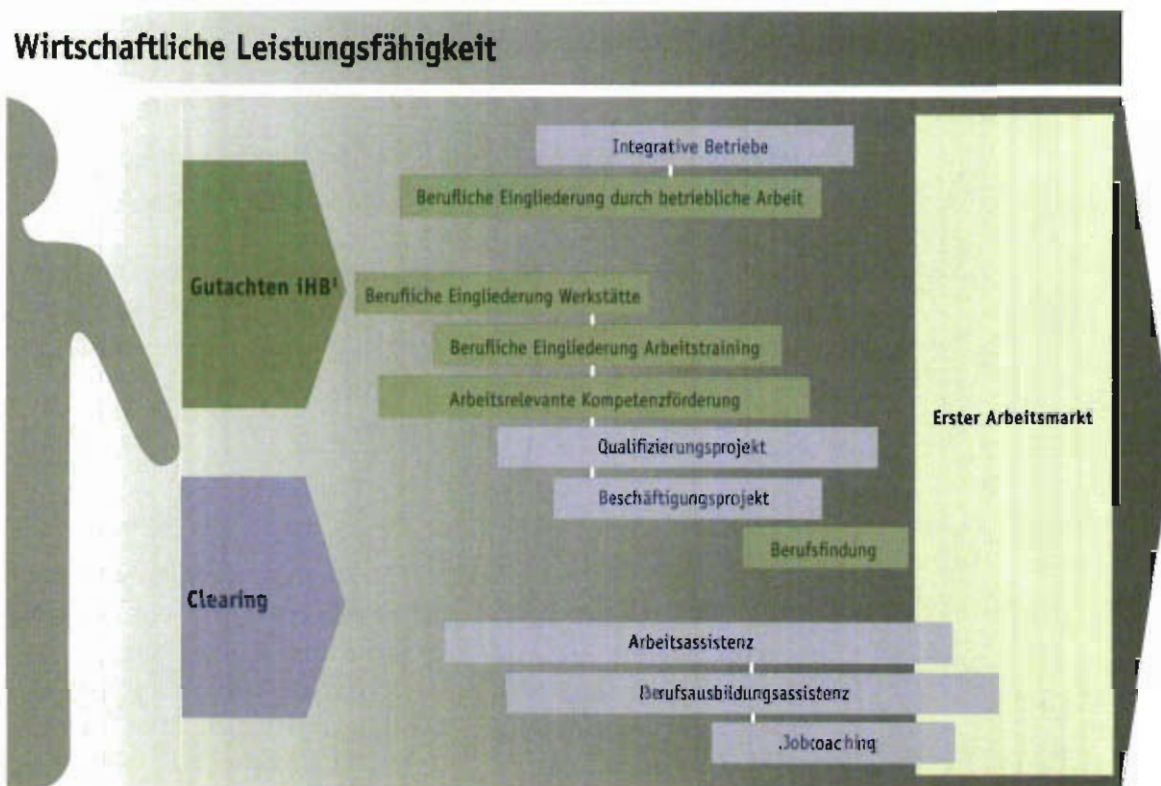 Wirtschaftliche Leistungsfähigkeit
Integrative Betriebe
Berufliche Eingliederung durch betriebliche Arbeit
Gutachten iHB¹
Berufliche Eingliederung Werkstätte
Berufliche Eingliederung Arbeitstraining
Arbeitsrelevante Kompetenzförderung
Erster Arbeitsmarkt
Qualifizierungsprojekt
Beschäftigungsprojekt
Berufsfindung
Clearing
Arbeitsassistenz
Berufsausbildungsassistenz
Jobcoaching